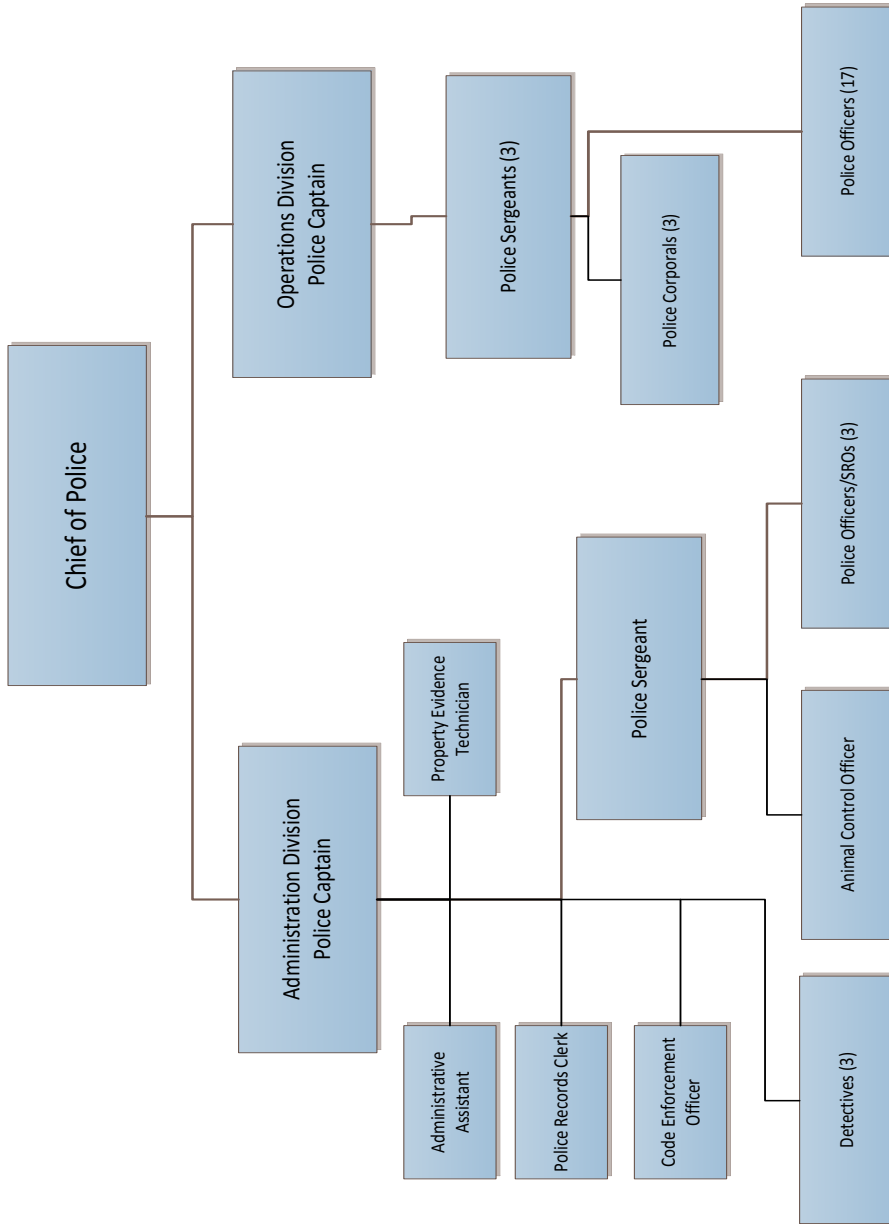 Chief of Police
Administration Division
Police Captain
Operations Division
Police Captain
Administrative
Assistant
Property Evidence
Technician
Police Records Clerk
Code Enforcement
Officer
Police Sergeant
Detectives (3)
Animal Control Officer
Police Officers/SROs (3)
Police Sergeants (3)
Police Corporals (3)
Police Officers (17)